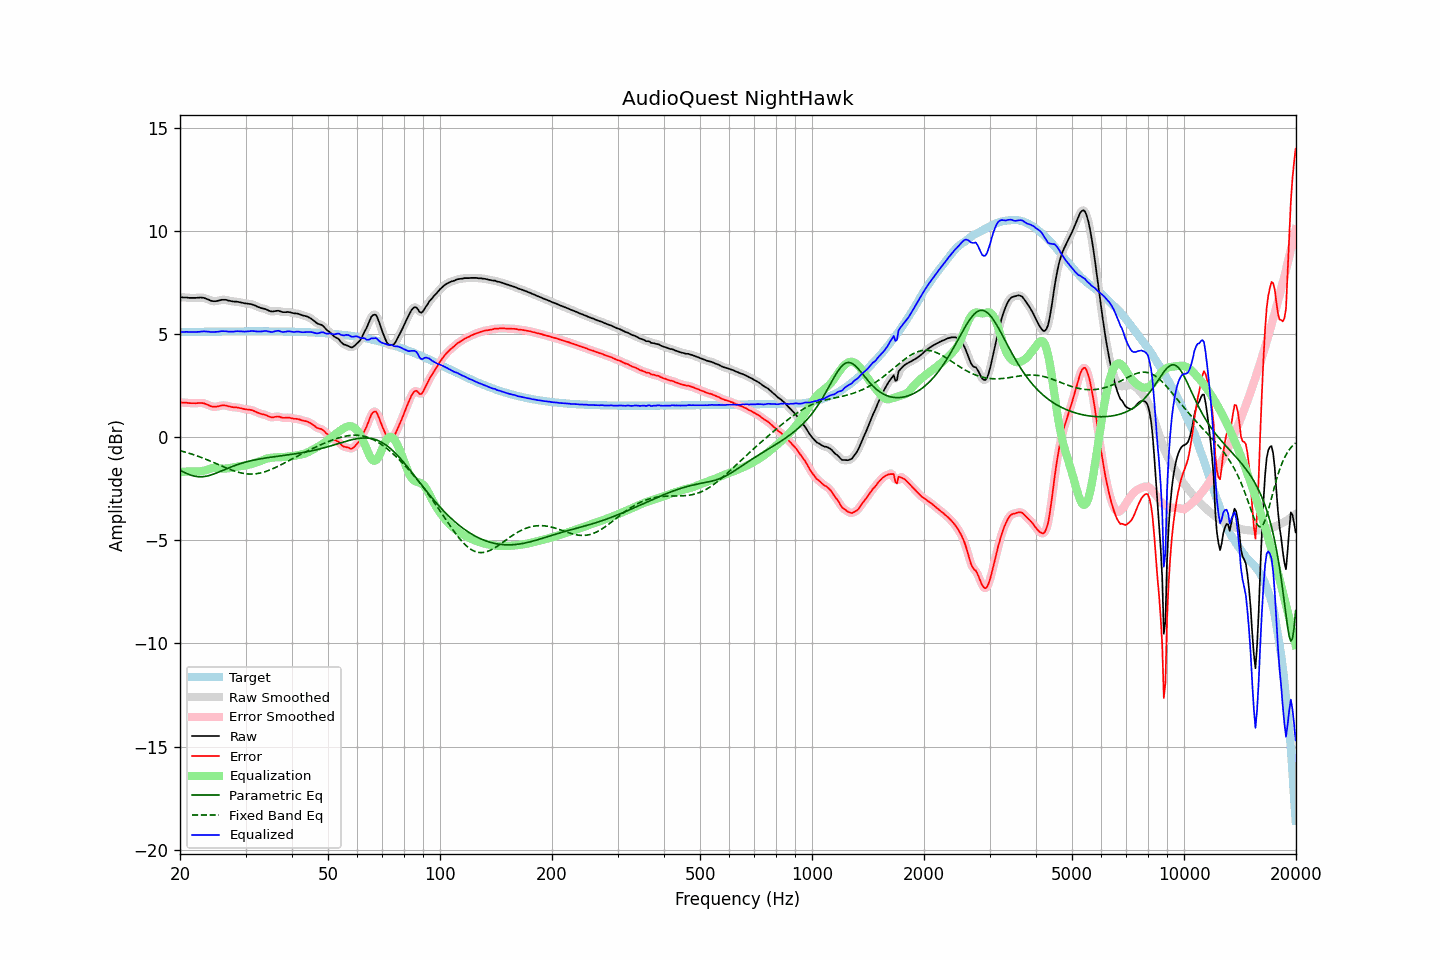 AudioQuest NightHawk
15
10
5
0
−5
−10
−15
−20
Amplitude (dBr)
Target
Raw Smoothed
Error Smoothed
Raw
Error
Equalization
Parametric Eq
Fixed Band Eq
Equalized
20 50 100 200 500 1000 2000 5000 10000 20000
Frequency (Hz)